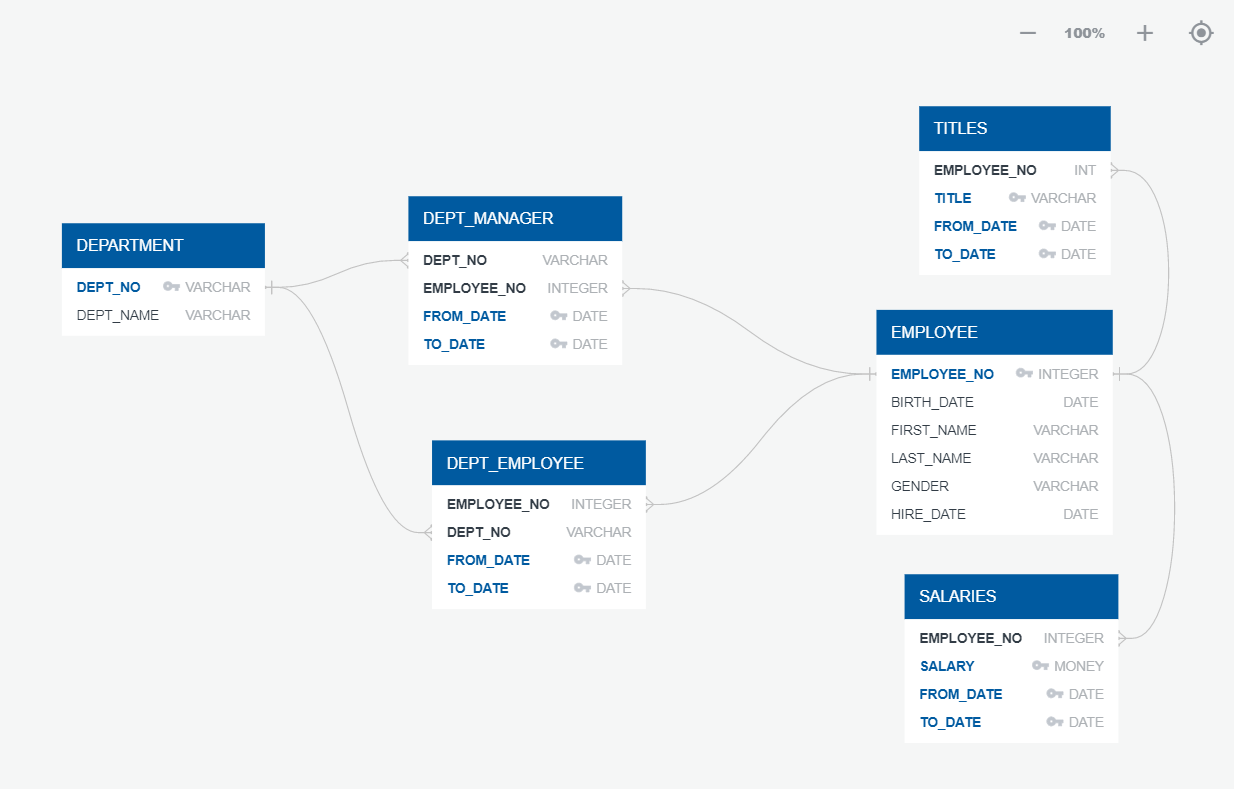 100%
DEPARTMENT
DEPT_NO VARCHAR
DEPT_NAME VARCHAR
DEPT_MANAGER
DEPT_NO VARCHAR
EMPLOYEE_NO INTEGER
FROM_DATE DATE
TO_DATE DATE
DEPT_EMPLOYEE
EMPLOYEE_NO INTEGER
DEPT_NO VARCHAR
FROM_DATE DATE
TO_DATE DATE
TITLES
EMPLOYEE_NO INT
TITLE VARCHAR
FROM_DATE DATE
TO_DATE DATE
EMPLOYEE
EMPLOYEE_NO INTEGER
BIRTH_DATE DATE
FIRST_NAME VARCHAR
LAST_NAME VARCHAR
GENDER VARCHAR
HIRE_DATE DATE
SALARIES
EMPLOYEE_NO INTEGER
SALARY MONEY
FROM_DATE DATE
TO_DATE DATE